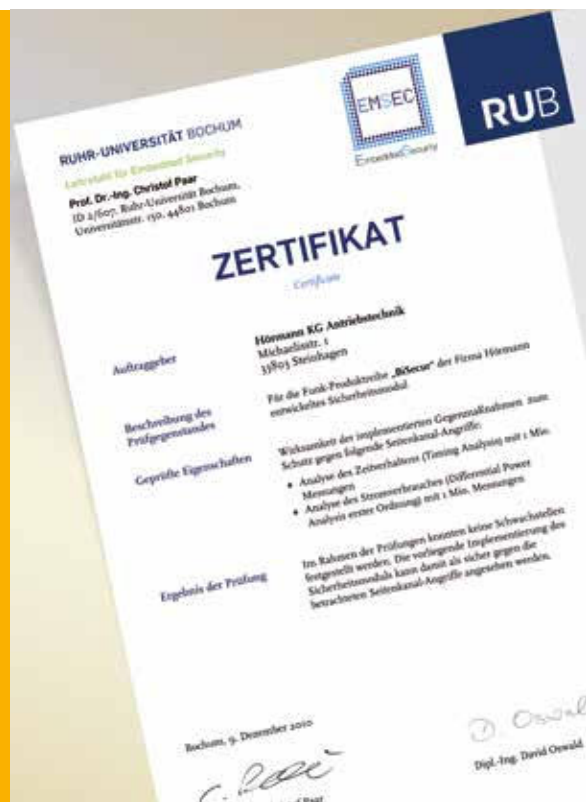 EMSEC
Embedded Security
RUB
RUHR-UNIVERSITÄT BOCHUM
Lehrstuhl für Embedded Security
Prof. Dr.-Ing. Christof Paar
ID 2/607, Ruhr-Universität Bochum,
Universitätsstr. 150, 44801 Bochum
ZERTIFIKAT
Certificate
Auftraggeber
Hörmann KG Antriebstechnik
Michaelisstr. 1
33803 Steinhagen
Beschreibung des
Prüfgegenstandes
Für die Funk-Produktreihe „BiSecur“ der Firma Hörmann
entwickeltes Sicherheitsmodul
Geprüfte Eigenschaften
Wirksamkeit der implementierten Gegenmaßnahmen zum
Schutz gegen folgende Seitenkanal-Angriffe:
• Analyse des Zeitverhaltens (Timing Analysis) mit 1 Mio.
Messungen
• Analyse des Stromverbrauches (Differential Power
Analysis erster Ordnung) mit 1 Mio. Messungen
Ergebnis der Prüfung
Im Rahmen der Prüfungen konnten keine Schwachstellen
festgestellt werden. Die vorliegende Implementierung des
Sicherheitsmoduls kann damit als sicher gegen die
betrachteten Seitenkanal-Angriffe angesehen werden.
Bochum, 9. Dezember 2010
D. Oswal
Dipl.-Ing. David Oswald
Paar